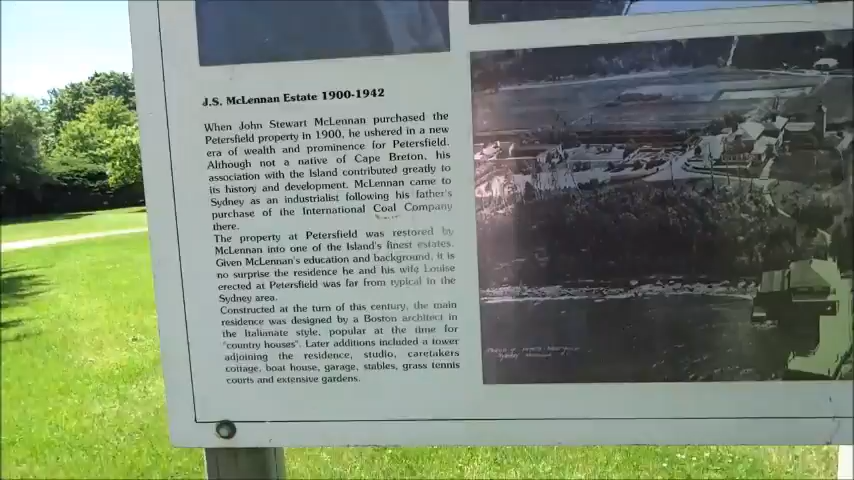 J.S. McLennan Estate 1900-1942
When John Stewart McLennan purchased the
Petersfield property in 1900, he ushered in a new
era of wealth and prominence for Petersfield.
Although not a native of Cape Breton, his
association with the Island contributed greatly to
its history and development. McLennan came to
Sydney as an industrialist following his father's
purchase of the International Coal Company
there.
The property at Petersfield was restored by
McLennan into one of the Island's finest estates.
Given McLennan's education and background, it is
no surprise the residence he and his wife Louise
erected at Petersfield was far from typical in the
Sydney area.
Constructed at the turn of this century, the main
residence was designed by a Boston architect in
the Italianate style, popular at the time for
"country houses". Later additions included a tower
adjoining the residence, studio, caretakers
cottage, boat house, garage, stables, grass tennis
courts and extensive gardens.